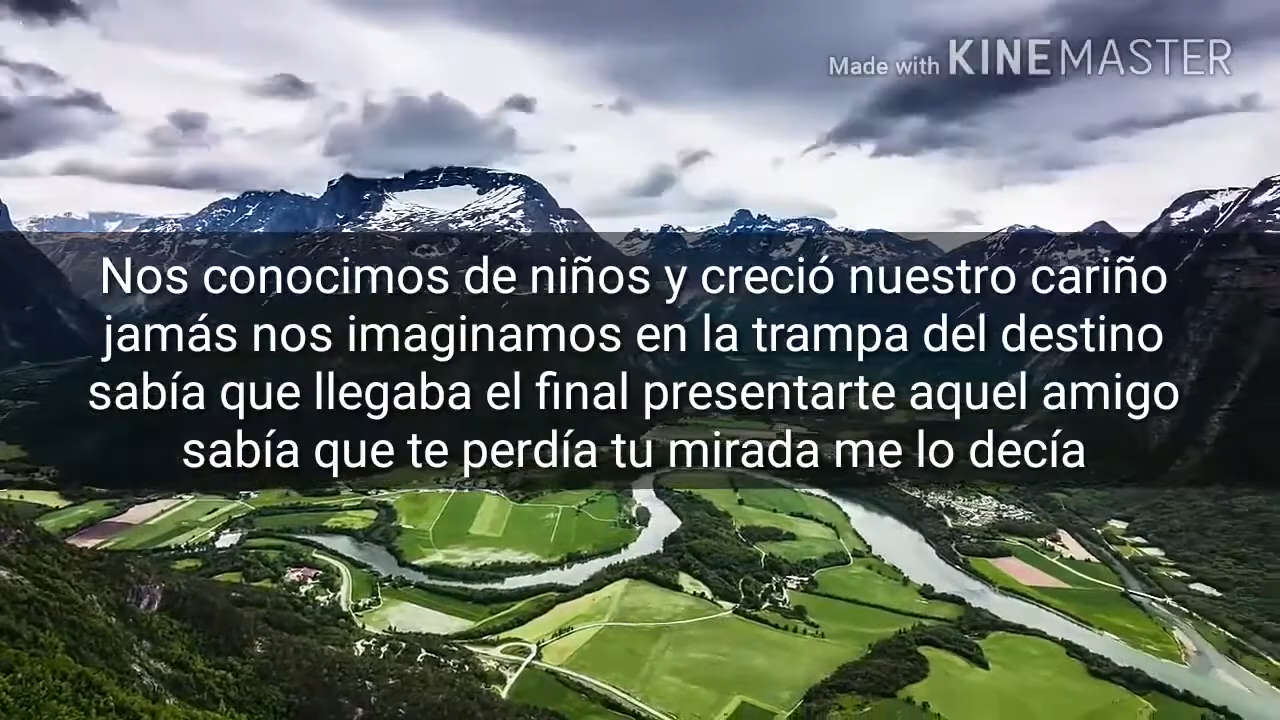 Made with KINEMASTER
Nos conocimos de niños y creció nuestro cariño
jamás nos imaginamos en la trampa del destino
sabía que llegaba el final presentarte aquel amigo
sabía que te perdía tu mirada me lo decía